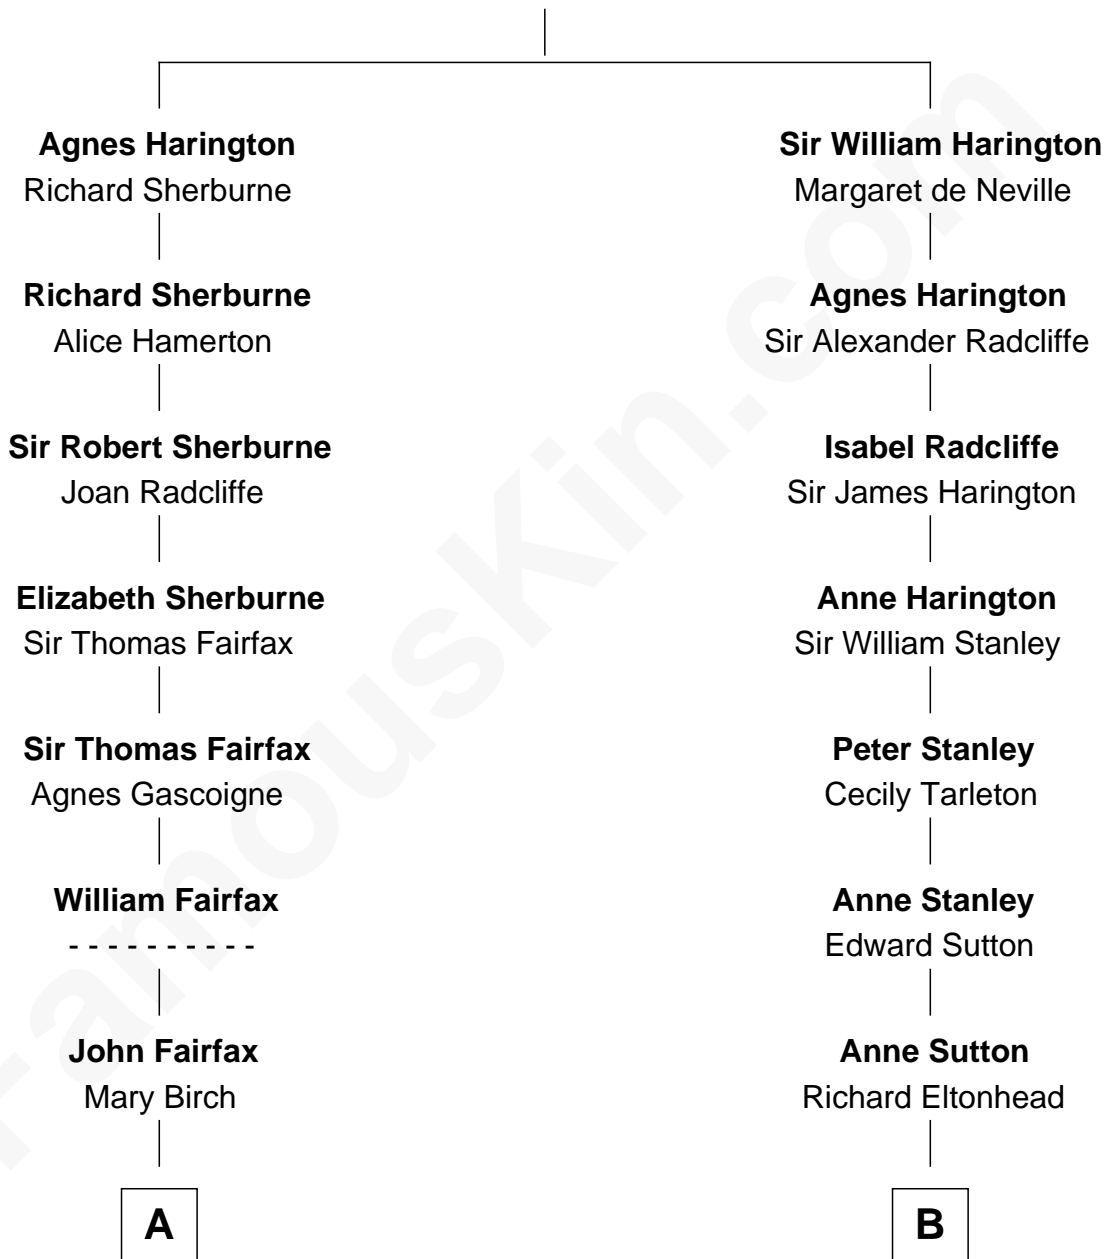 Agnes Harington
Richard Sherburne
Richard Sherburne
Alice Hamerton
Sir Robert Sherburne
Joan Radcliffe
Elizabeth Sherburne
Sir Thomas Fairfax
Sir Thomas Fairfax
Agnes Gascoigne
William Fairfax
- - - - - - - - - -
John Fairfax
Mary Birch
A
Sir William Harington
Margaret de Neville
Agnes Harington
Sir Alexander Radcliffe
Isabel Radcliffe
Sir James Harington
Anne Harington
Sir William Stanley
Peter Stanley
Cecily Tarleton
Anne Stanley
Edward Sutton
Anne Sutton
Richard Eltonhead
B
FamousKin.com